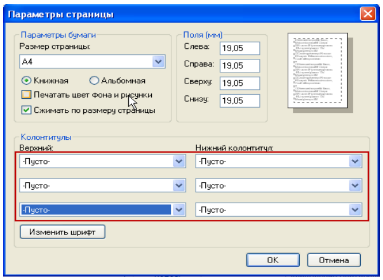 Параметры страницы
Параметры бумаги
Размер страницы:
A4
Книжная
Альбомная
Печатать цвет фона и рисунки
Сжимать по размеру страницы
Поля (мм)
Слева: 19,05
Справа: 19,05
Сверху: 19,05
Снизу: 19,05
Колонтитулы
Верхний:
Нижний колонтитул:
-Пусто-
-Пусто-
-Пусто-
-Пусто-
-Пусто-
-Пусто-
Изменить шрифт
OK
Отмена